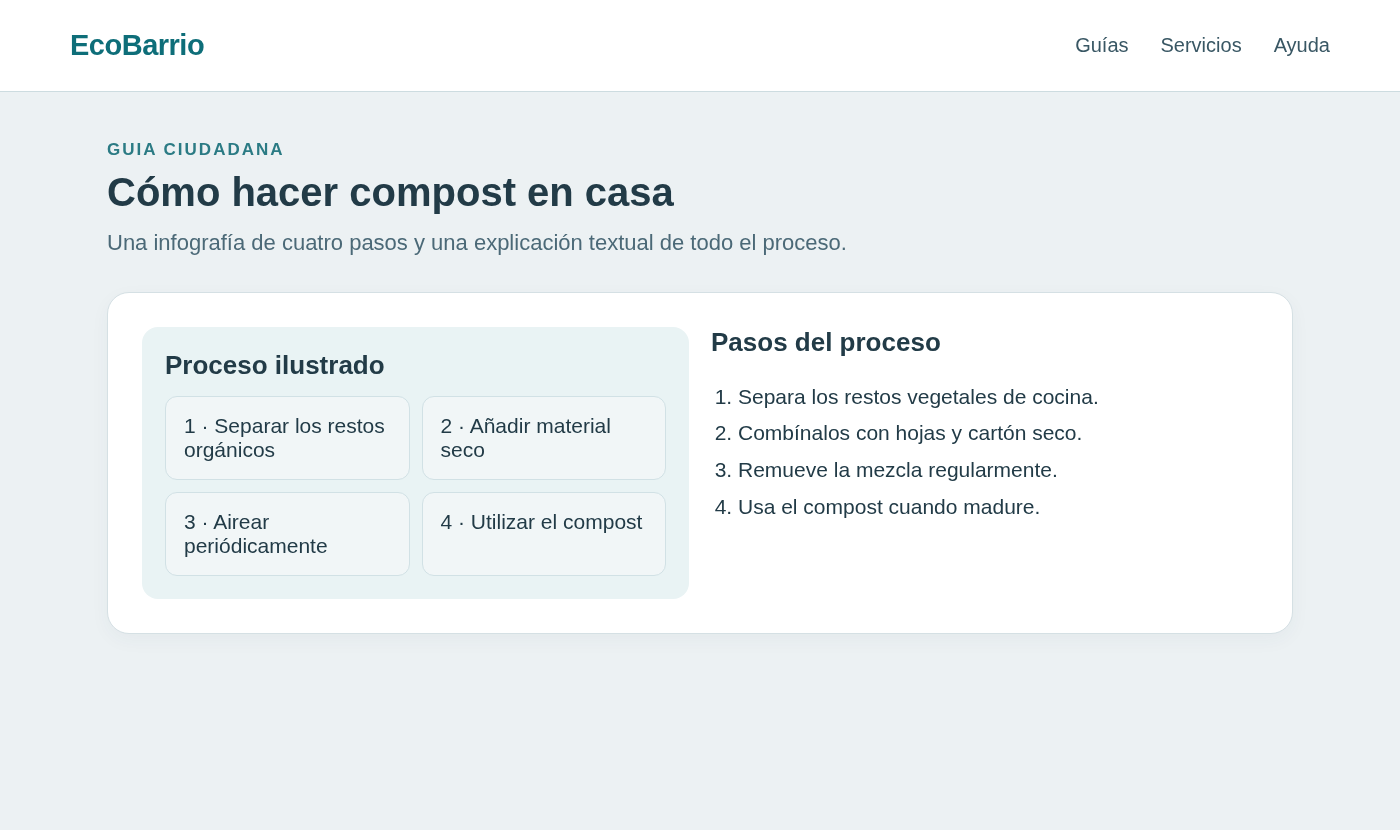 EcoBarrio
Guías Servicios Ayuda
GUIA CIUDADANA
Cómo hacer compost en casa
Una infografía de cuatro pasos y una explicación textual de todo el proceso.
Proceso ilustrado
1 · Separar los restos
orgánicos
2 · Añadir material
seco
3 · Airear
periódicamente
4 · Utilizar el compost
Pasos del proceso
1. Separa los restos vegetales de cocina.
2. Combínalos con hojas y cartón seco.
3. Remueve la mezcla regularmente.
4. Usa el compost cuando madure.